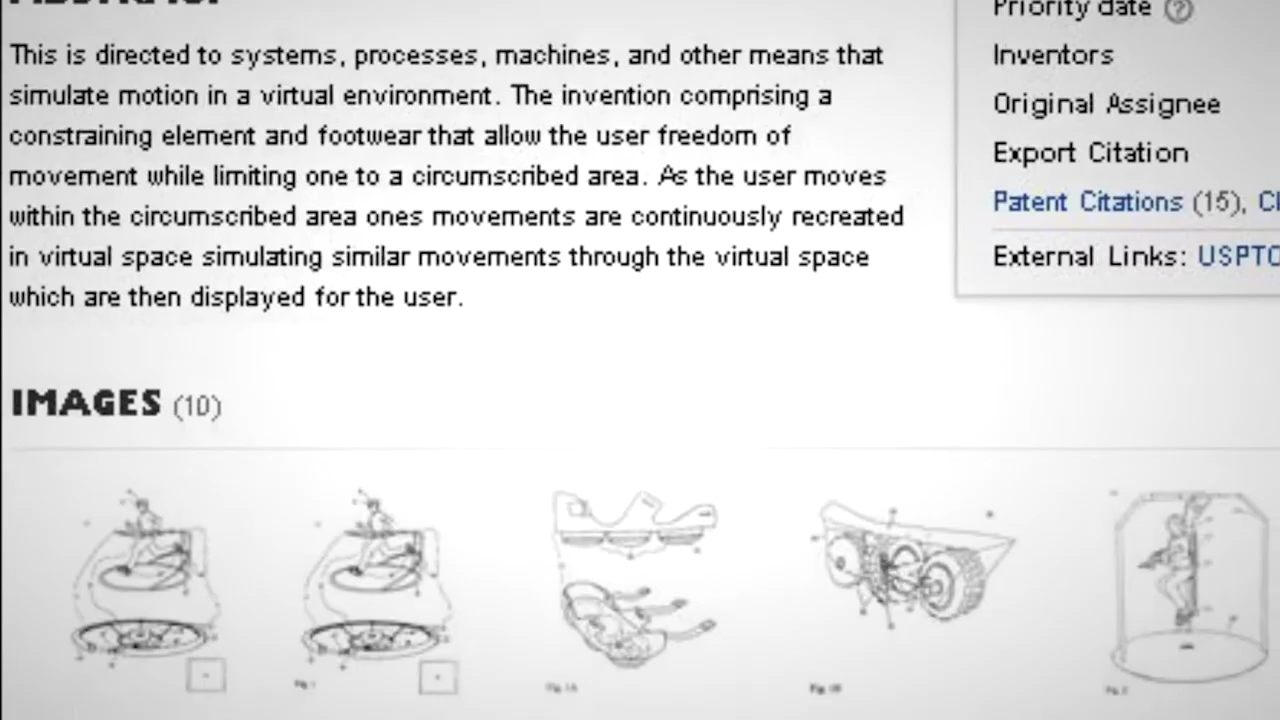 ABSTRACT
This is directed to systems, processes, machines, and other means that
simulate motion in a virtual environment. The invention comprising a
constraining element and footwear that allow the user freedom of
movement while limiting one to a circumscribed area. As the user moves
within the circumscribed area ones movements are continuously recreated
in virtual space simulating similar movements through the virtual space
which are then displayed for the user.
IMAGES (10)
Priority date ?
Inventors
Original Assignee
Export Citation
Patent Citations (15),
External Links: